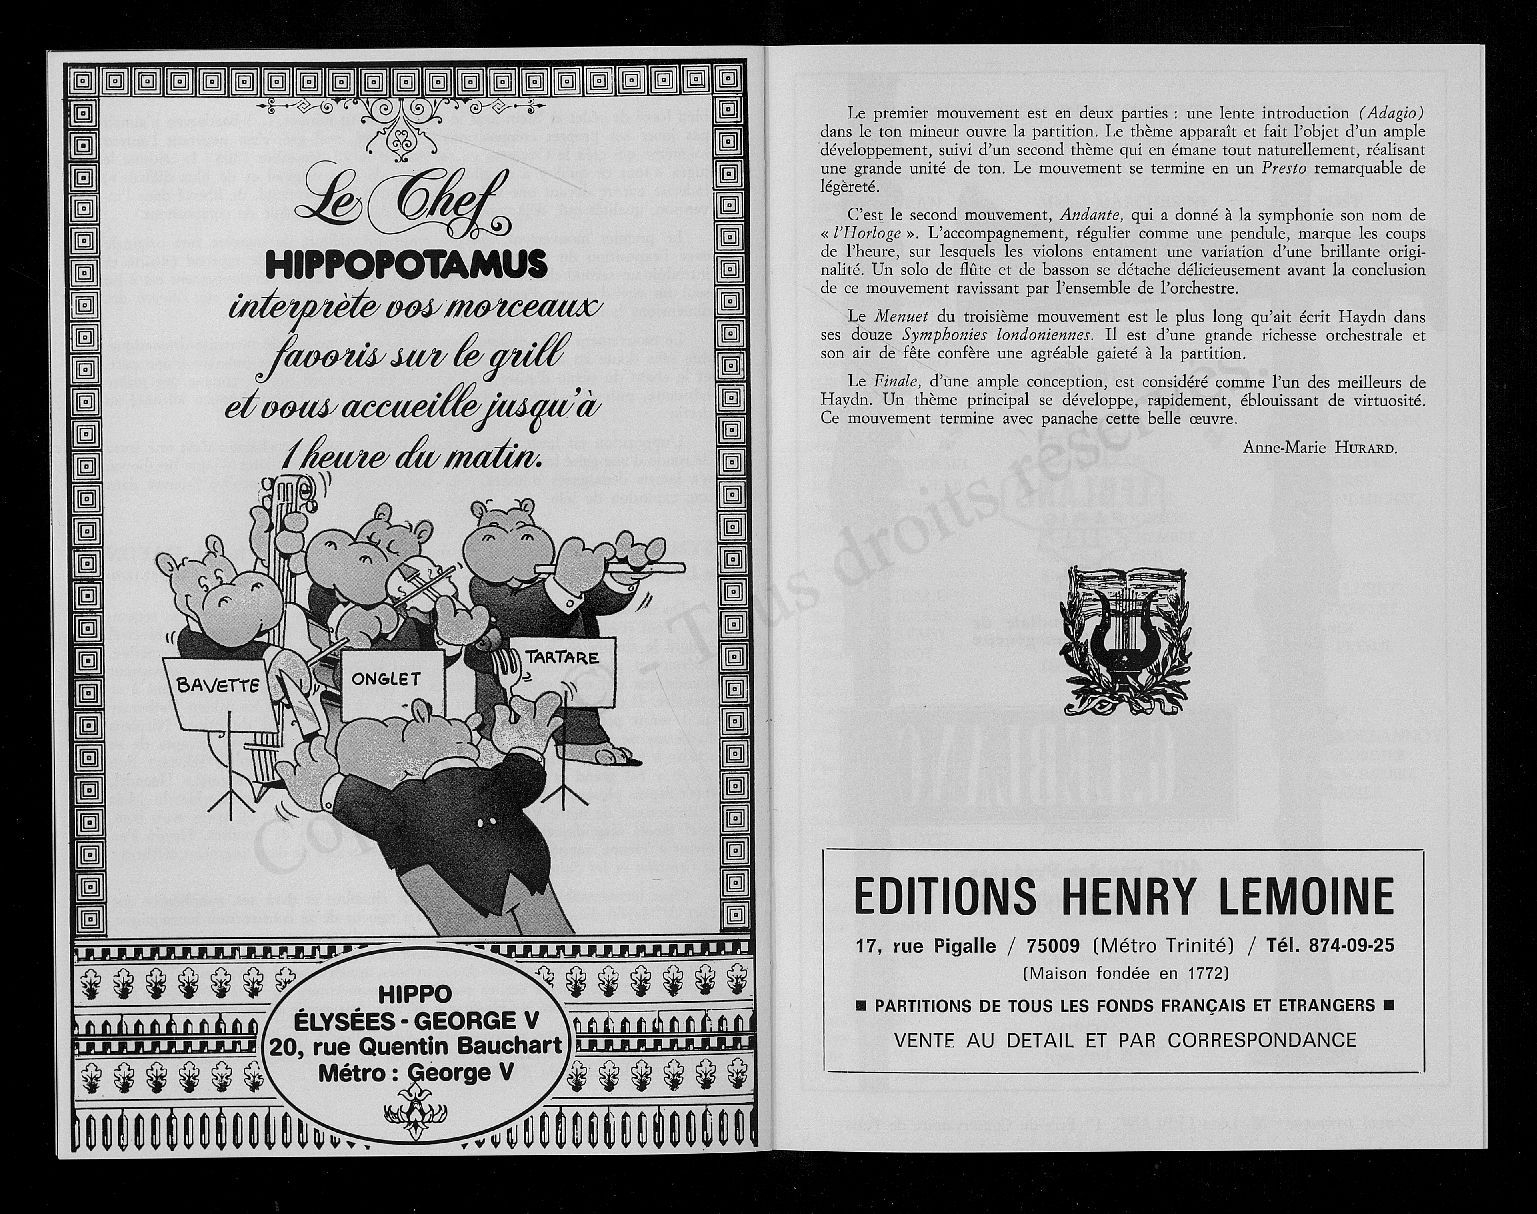 Le Chef
HIPPOPOTAMUS
interprète vos morceaux
favoris sur le grill
et vous accueille jusqu'à
1 heure du matin.
BAVETTE
ONGLET
TARTARE
HIPPO
ÉLYSÉES - GEORGE V
20, rue Quentin Bauchart
Métro : George V
Le premier mouvement est en deux parties : une lente introduction (Adagio)
dans le ton mineur ouvre la partition. Le thème apparaît et fait l'objet d'un ample
développement, suivi d'un second thème qui en émane tout naturellement, réalisant
une grande unité de ton. Le mouvement se termine en un Presto remarquable de
légèreté.
C'est le second mouvement, Andante, qui a donné à la symphonie son nom de
« l'Horloge ». L'accompagnement, régulier comme une pendule, marque les coups
de l'heure, sur lesquels les violons entament une variation d'une brillante origi-
nalité. Un solo de flûte et de basson se détache délicieusement avant la conclusion
de ce mouvement ravissant par l'ensemble de l'orchestre.
Le Menuet du troisième mouvement est le plus long qu'ait écrit Haydn dans
ses douze Symphonies londoniennes. Il est d'une grande richesse orchestrale et
son air de fête confère une agréable gaieté à la partition.
Le Finale, d'une ample conception, est considéré comme l'un des meilleurs de
Haydn. Un thème principal se développe, rapidement, éblouissant de virtuosité.
Ce mouvement termine avec panache cette belle œuvre.
Anne-Marie HURARD.
Tous droits réservés.
EDITIONS HENRY LEMOINE
17, rue Pigalle / 75009 (Métro Trinité) / Tél. 874-09-25
(Maison fondée en 1772)
■ PARTITIONS DE TOUS LES FONDS FRANÇAIS ET ETRANGERS ■
VENTE AU DETAIL ET PAR CORRESPONDANCE